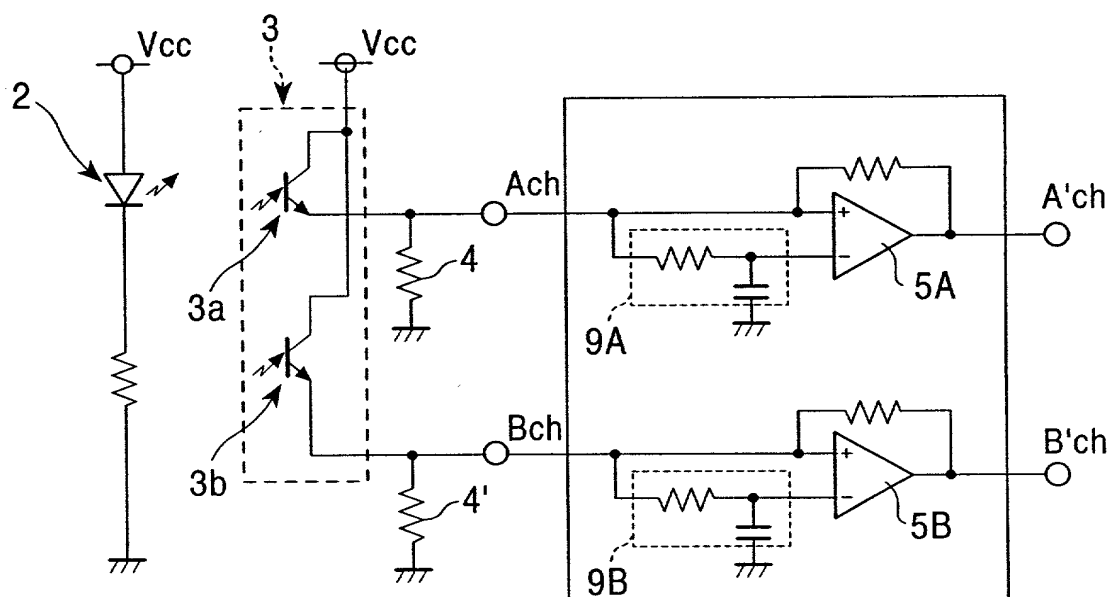 Vcc
3
Vcc
2
Ach
A'ch
+
−
4
5A
3a
9A
Bch
B'ch
+
−
3b
4'
5B
9B